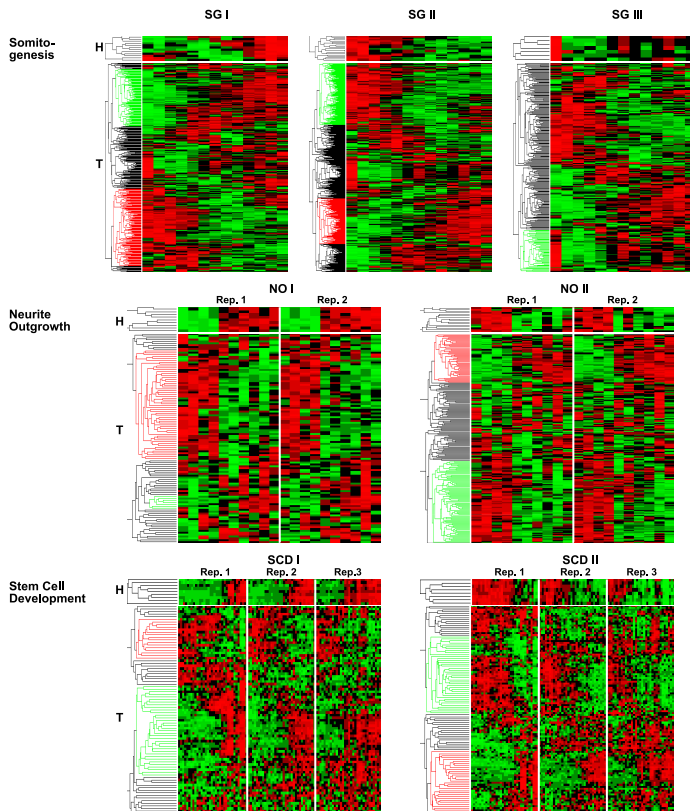 SG I
SG II
SG III
Somito-
genesis
H
T
NO I
NO II
Rep. 1
Rep. 2
Rep. 1
Rep. 2
Neurite
Outgrowth
H
T
SCD I
SCD II
Rep. 1
Rep. 2
Rep.3
Rep. 1
Rep. 2
Rep. 3
Stem Cell
Development
H
T